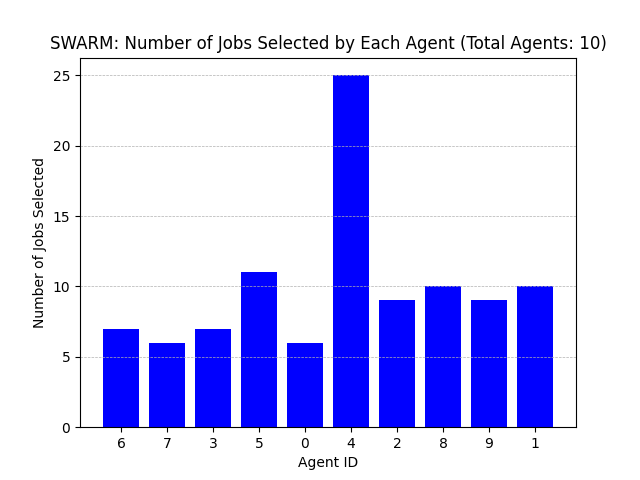 SWARM: Number of Jobs Selected by Each Agent (Total Agents: 10)
Number of Jobs Selected
25
20
15
10
5
0
6 7 3 5 0 4 2 8 9 1
Agent ID